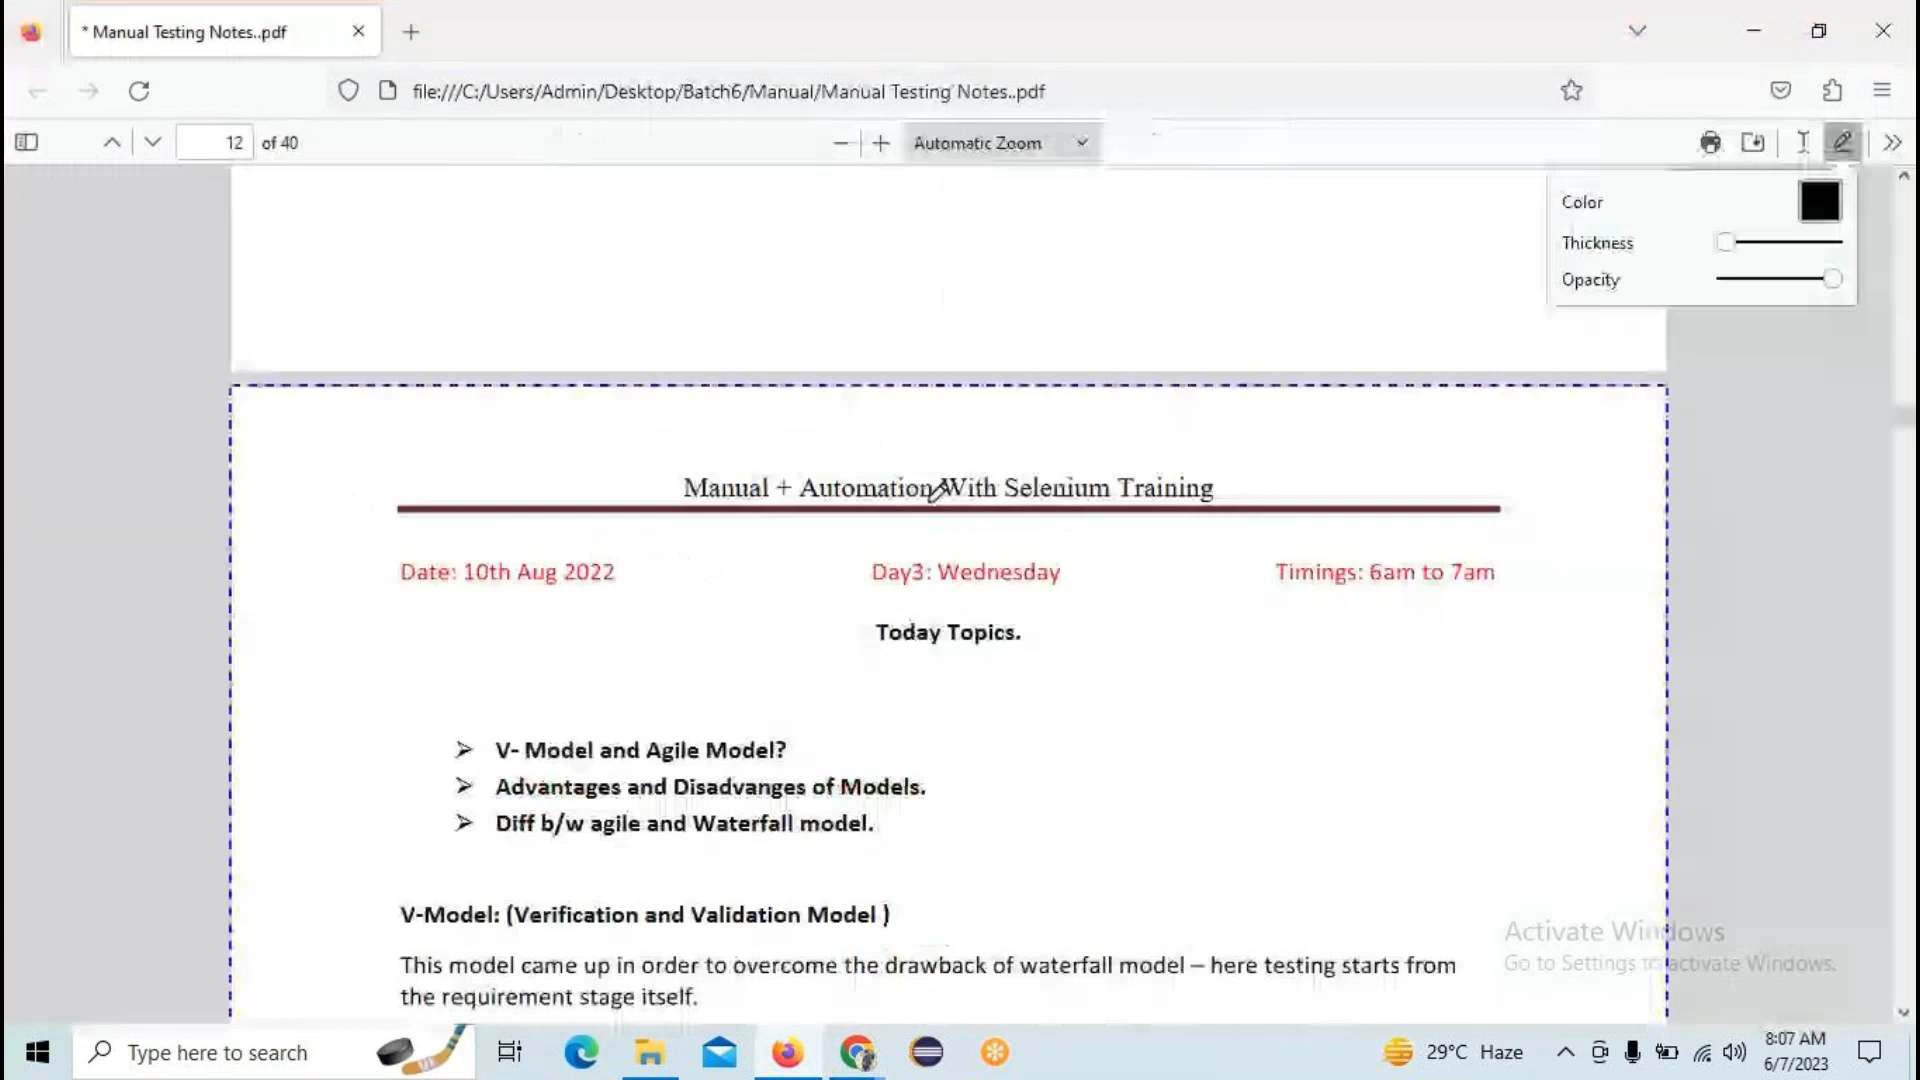 * Manual Testing Notes..pdf
file:///C:/Users/Admin/Desktop/Batch6/Manual/Manual Testing Notes..pdf
12 of 40
Automatic Zoom
Color
Thickness
Opacity
Manual + Automation With Selenium Training
Date: 10th Aug 2022 Day3: Wednesday Timings: 6am to 7am
Today Topics.
➢ V- Model and Agile Model?
➢ Advantages and Disadvanges of Models.
➢ Diff b/w agile and Waterfall model.
V-Model: (Verification and Validation Model )
This model came up in order to overcome the drawback of waterfall model – here testing starts from
the requirement stage itself.
Activate Windows
Go to Settings to activate Windows.
Type here to search
29°C Haze
8:07 AM
6/7/2023